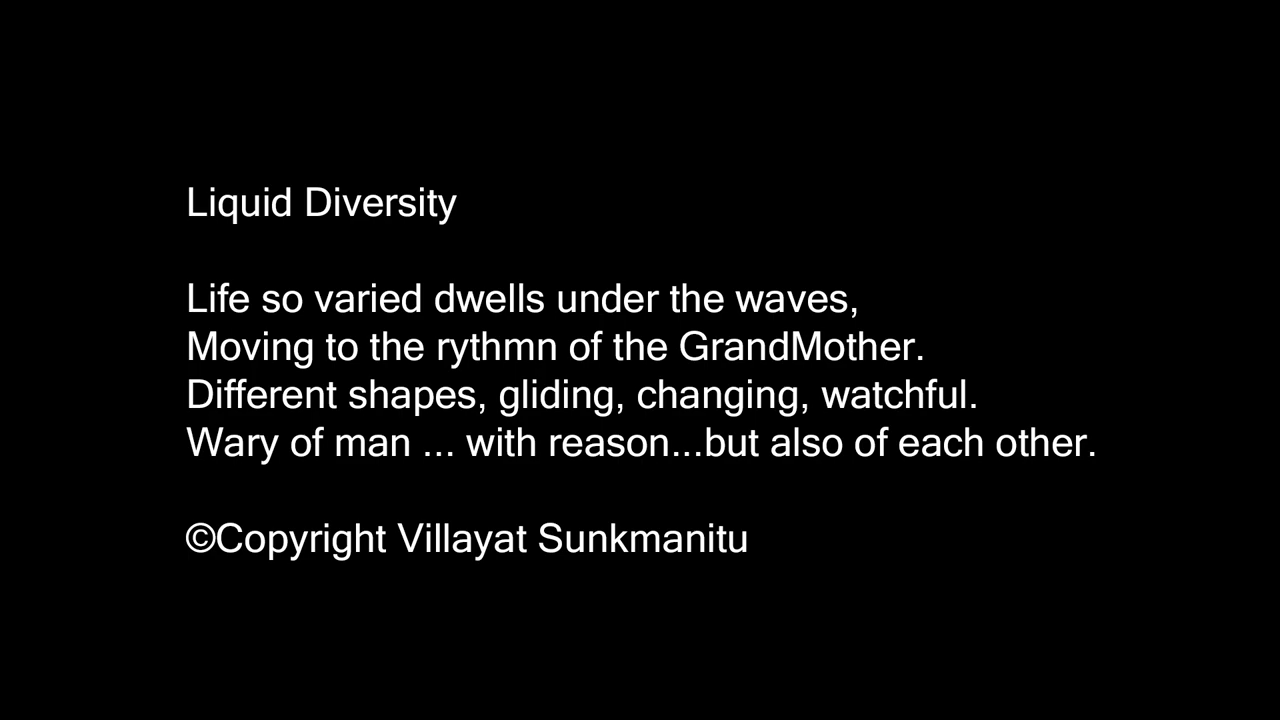 Liquid Diversity
Life so varied dwells under the waves,
Moving to the rythmn of the GrandMother.
Different shapes, gliding, changing, watchful.
Wary of man ... with reason...but also of each other.
©Copyright Villayat Sunkmanitu